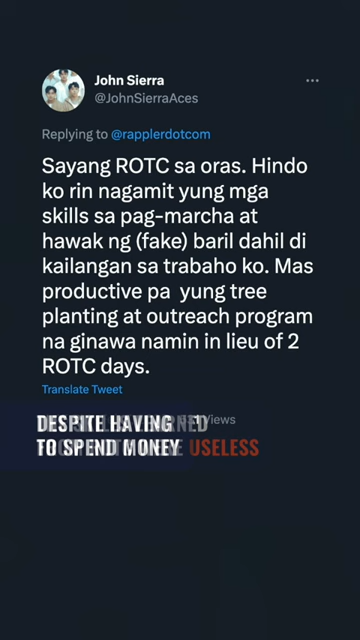 John Sierra
@JohnSierraAces
Replying to @rapplerdotcom
Sayang ROTC sa oras. Hindo
ko rin nagamit yung mga
skills sa pag-marcha at
hawak ng (fake) baril dahil di
kailangan sa trabaho ko. Mas
productive pa yung tree
planting at outreach program
na ginawa namin in lieu of 2
ROTC days.
Translate Tweet
Views
DESPITE HAVING
TO SPEND MONEY USELESS